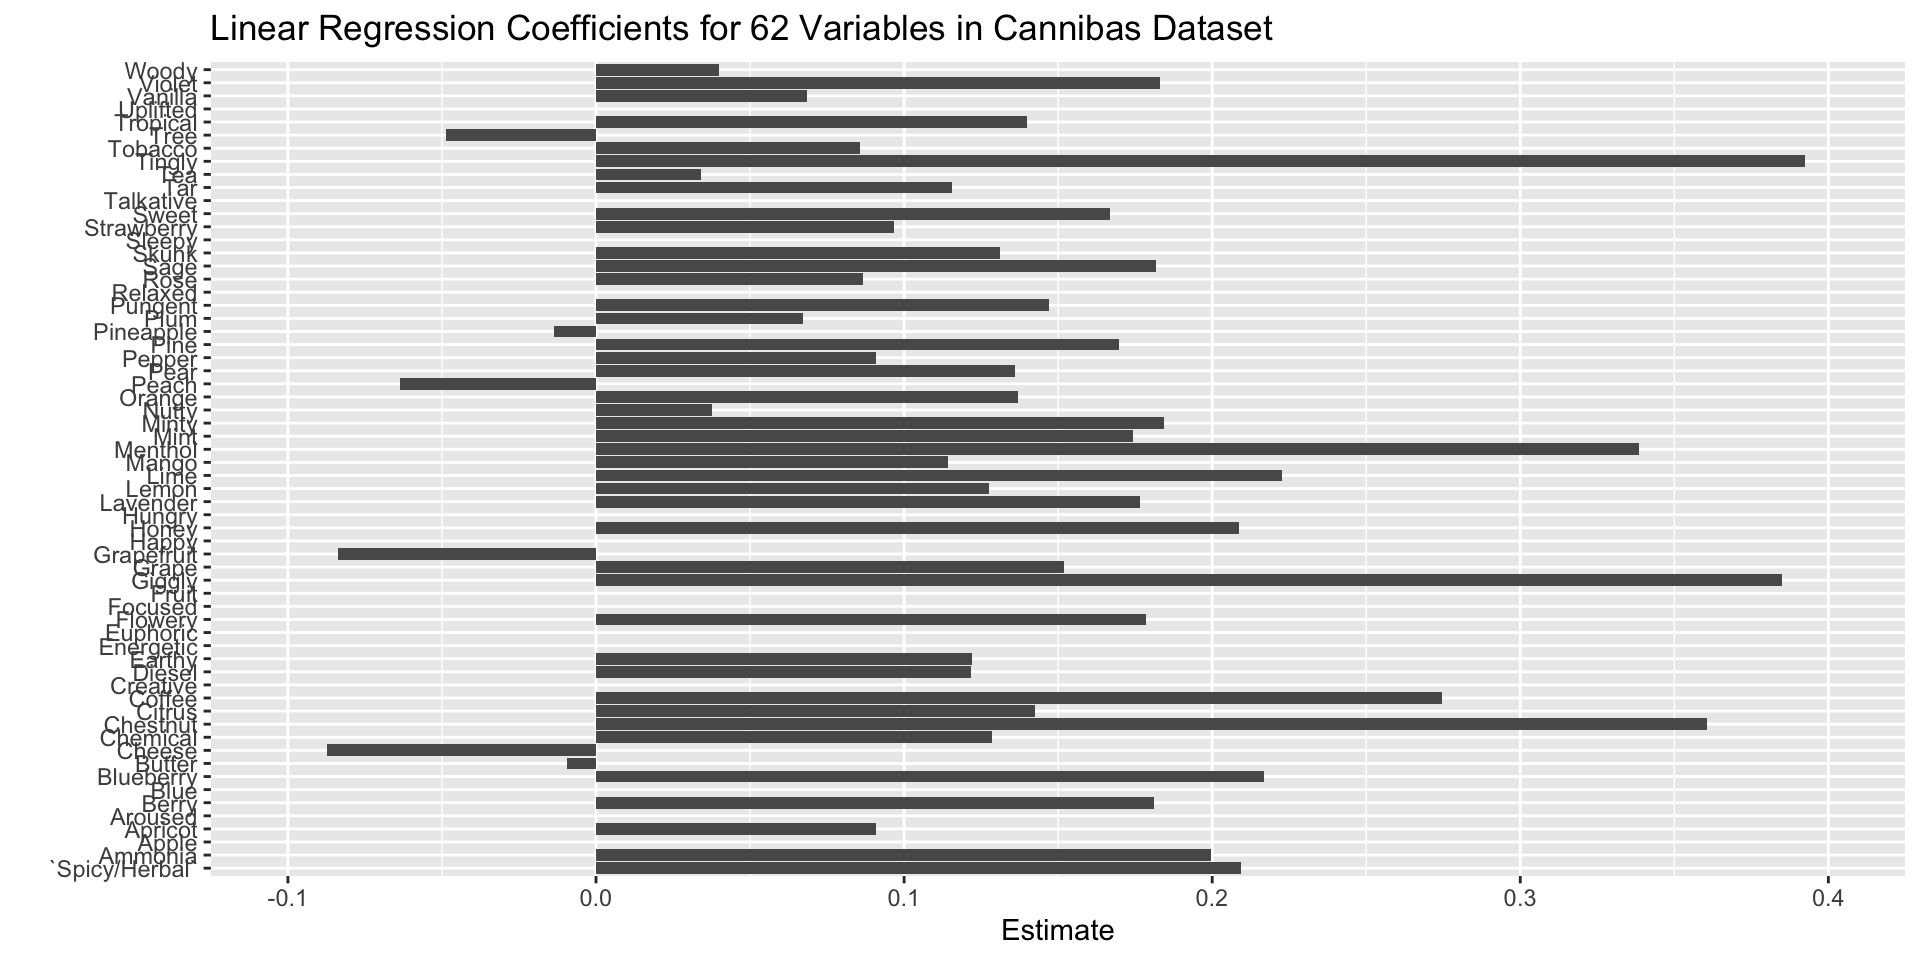 Linear Regression Coefficients for 62 Variables in Cannibas Dataset
Woody
Violet
Vanilla
Uplifted
Tropical
Tree
Tobacco
Tingly
Tea
Tar
Talkative
Sweet
Strawberry
Sleepy
Skunk
Sage
Rose
Relaxed
Pungent
Plum
Pineapple
Pine
Pepper
Pear
Peach
Orange
Nutty
Minty
Mint
Menthol
Mango
Lime
Lemon
Lavender
Hungry
Honey
Happy
Grapefruit
Grape
Giggly
Fruit
Focused
Flowery
Euphoric
Energetic
Earthy
Diesel
Creative
Coffee
Citrus
Chestnut
Chemical
Cheese
Butter
Blueberry
Blue
Berry
Aroused
Apricot
Apple
Ammonia
`Spicy/Herbal`
-0.1 0.0 0.1 0.2 0.3 0.4
Estimate